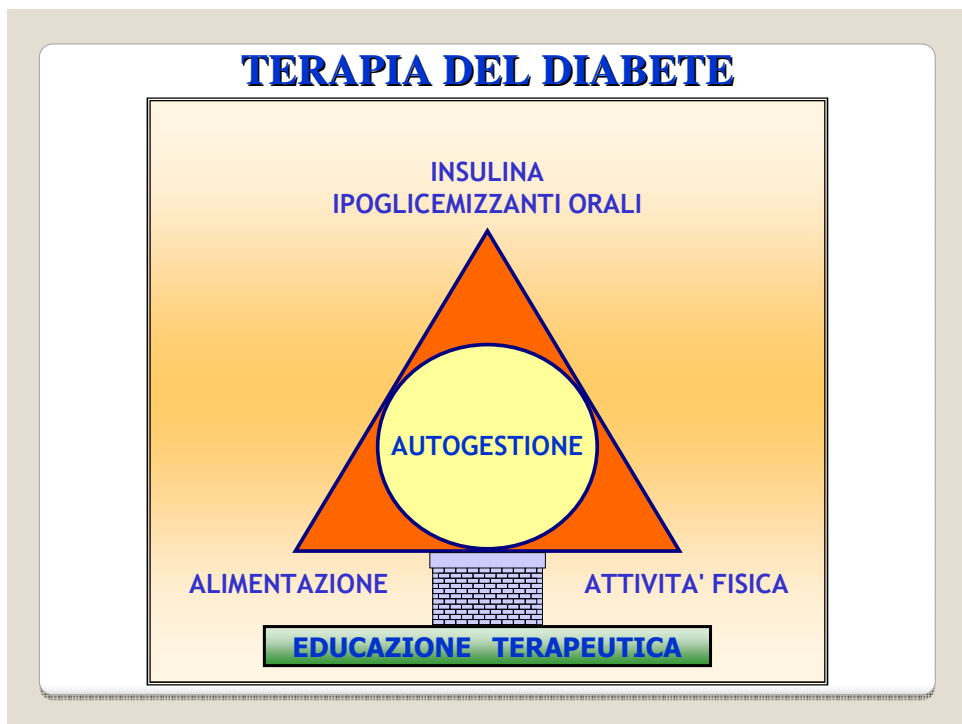 TERAPIA DEL DIABETE
INSULINA
IPOGLICEMIZZANTI ORALI
AUTOGESTIONE
ALIMENTAZIONE
ATTIVITA' FISICA
EDUCAZIONE TERAPEUTICA